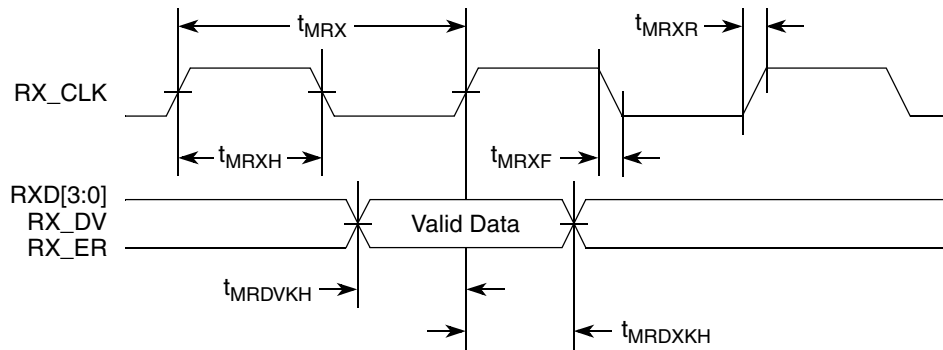 tMRX
tMRXR
RX_CLK
tMRXH
tMRXF
RXD[3:0]
RX_DV
Valid Data
RX_ER
tMRDVKH
tMRDXKH